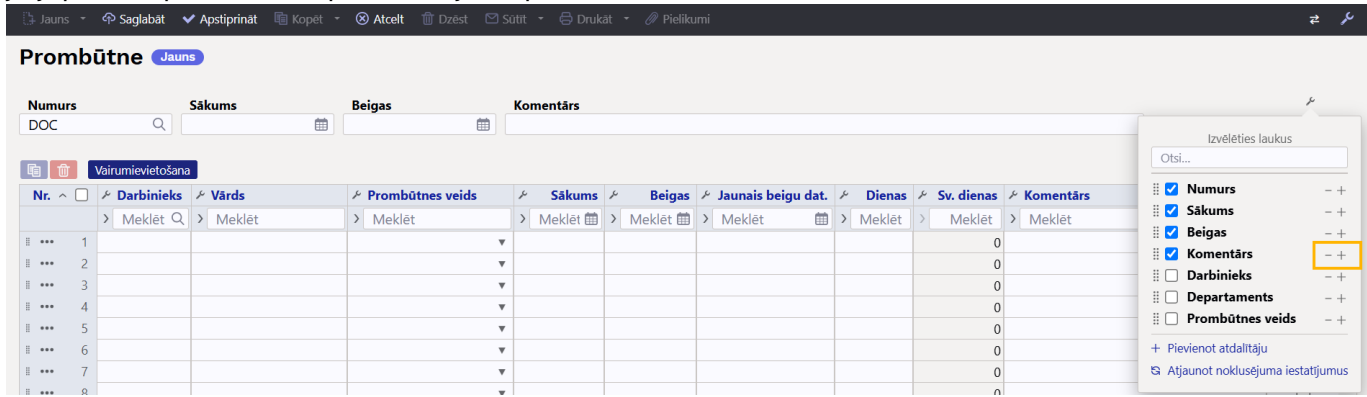 Jauns Saglabāt Apstiprināt Kopēt Atcelt Dzēst Sūtīt Drukāt Pielikumi
Prombūtne Jauns
Numurs Sākums Beigas Komentārs
DOC
Vairumievietošana
Nr. Darbinieks Vārds Prombūtnes veids Sākums Beigas Jaunais beigu dat. Dienas Sv. dienas Komentārs
Meklēt Meklēt Meklēt Meklēt Meklēt Meklēt Meklēt Meklēt Meklēt
1 0
2 0
3 0
4 0
5 0
6 0
7 0
8 0
Izvēlēties laukus
Otsi...
Numurs - +
Sākums - +
Beigas - +
Komentārs - +
Darbinieks - +
Departaments - +
Prombūtnes veids - +
+ Pievienot atdalītāju
Atjaunot noklusējuma iestatījumus